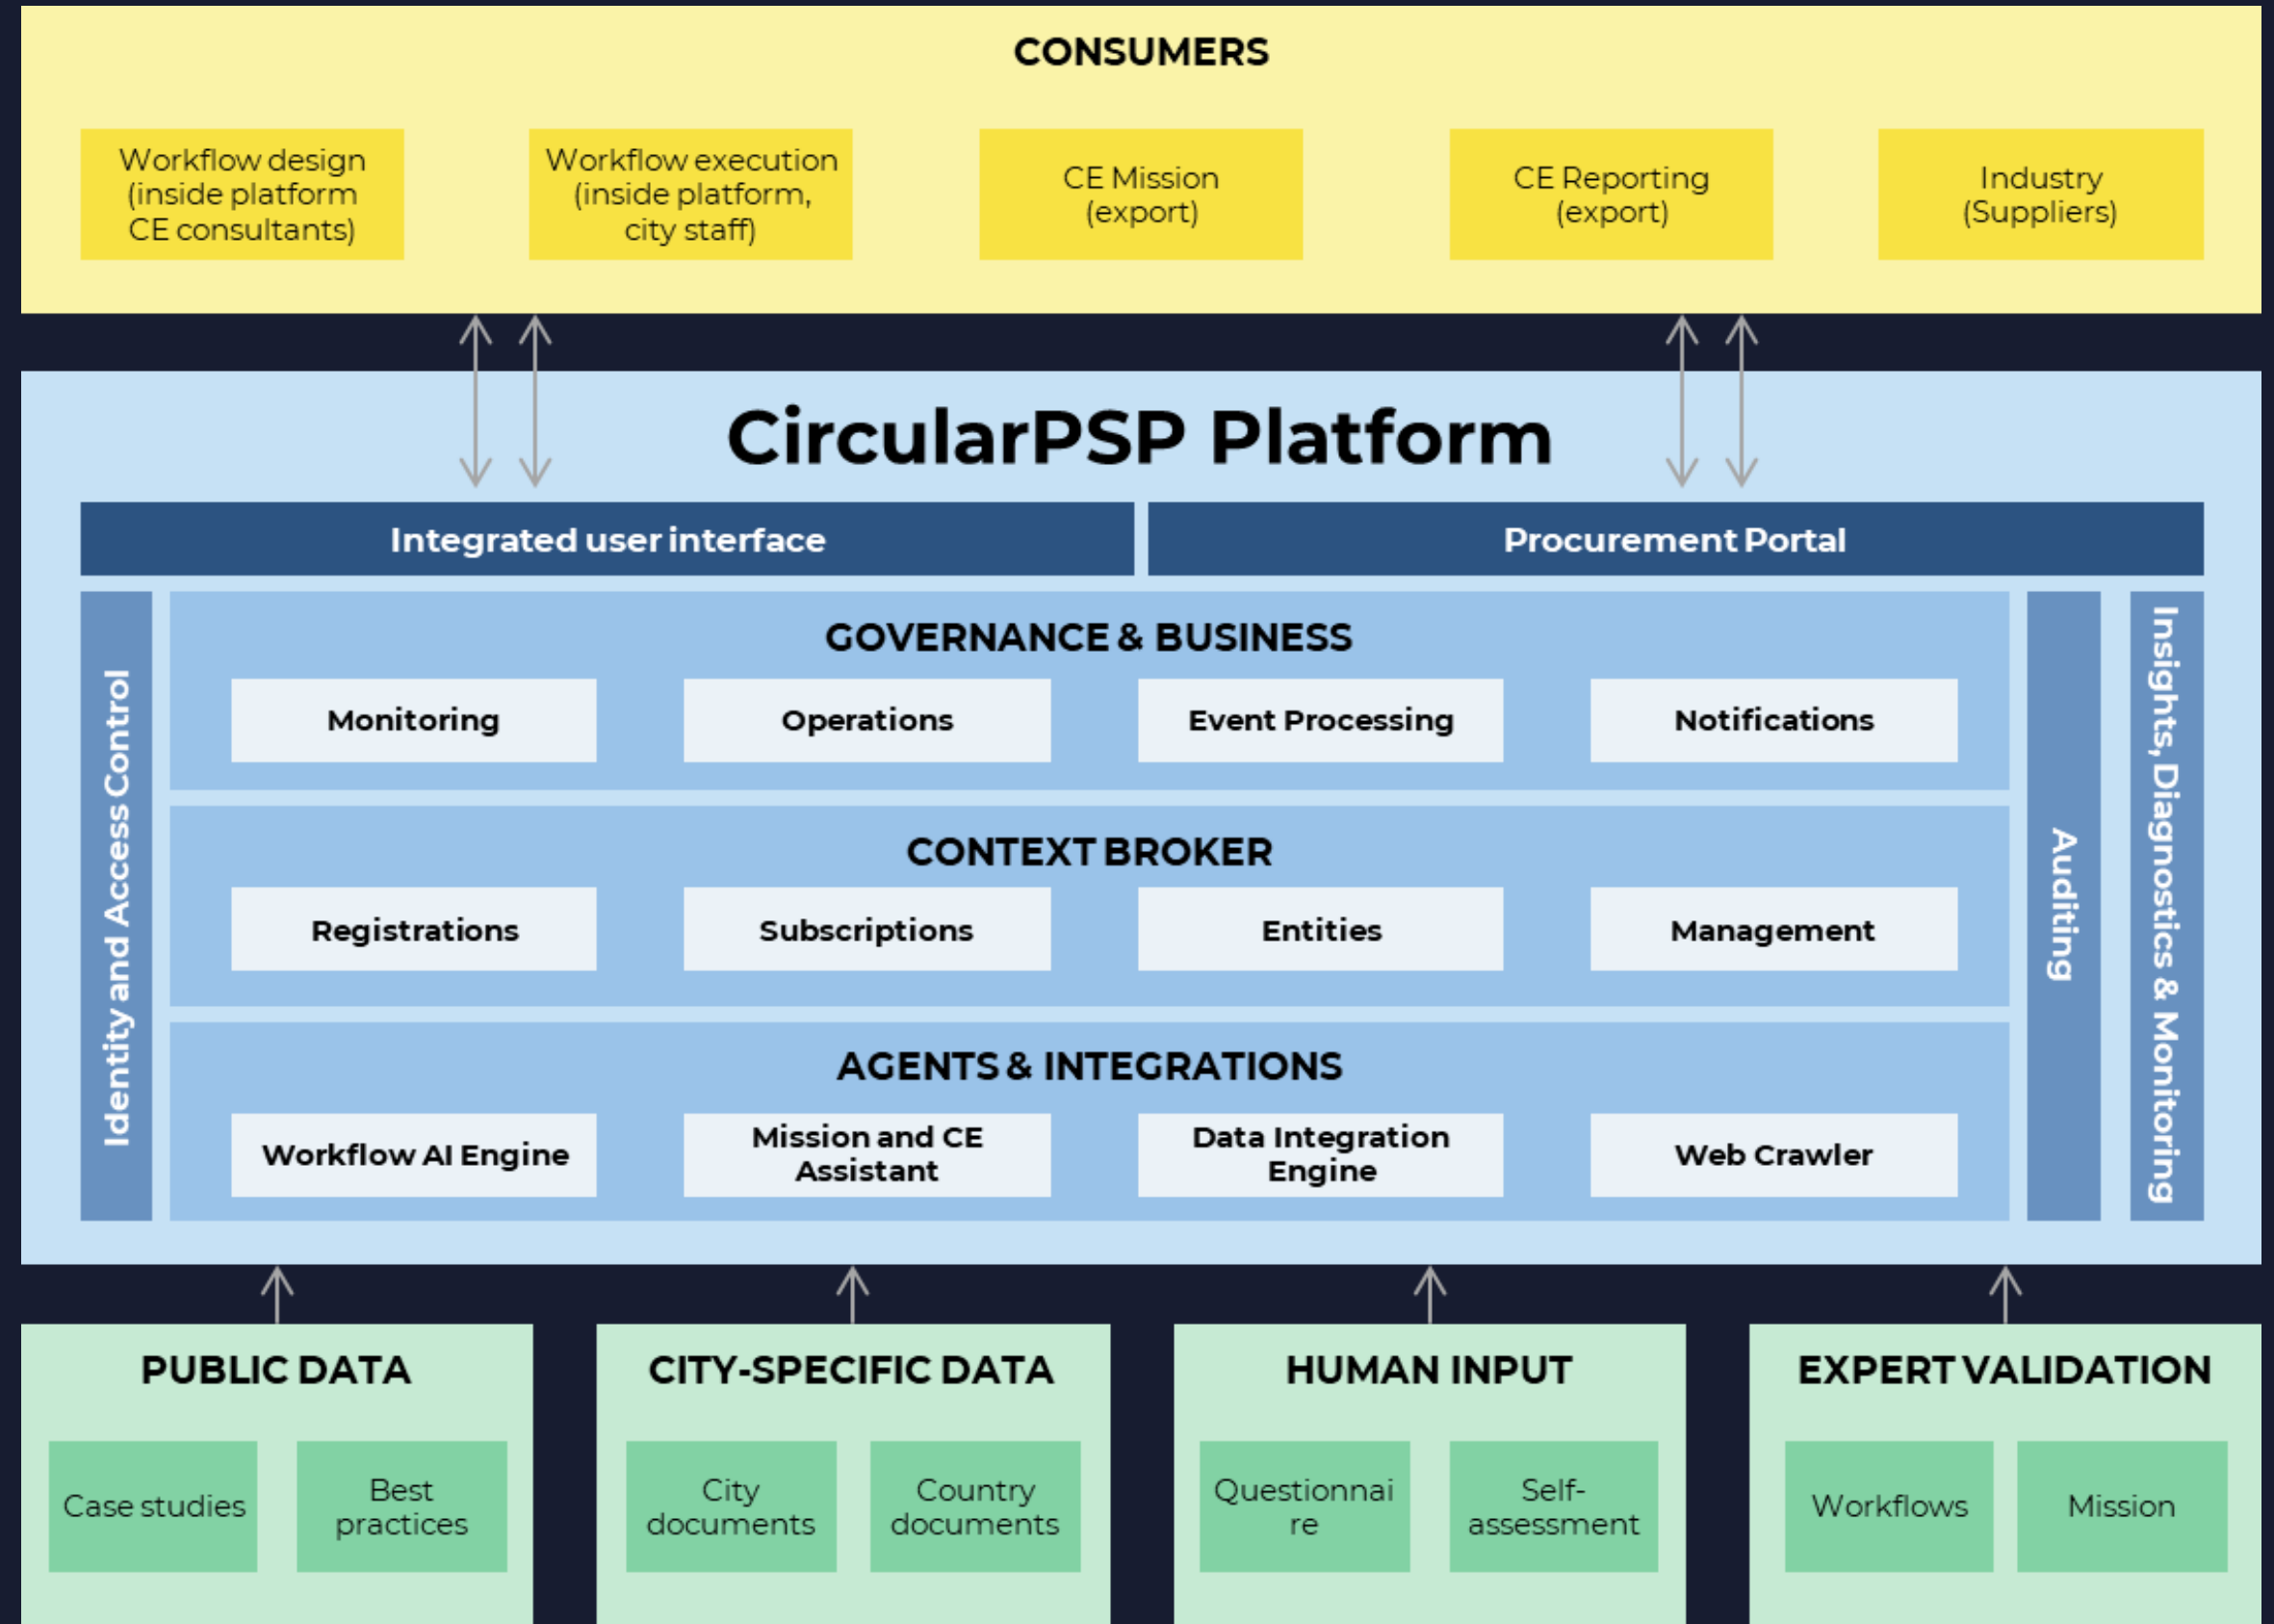 CONSUMERS
Workflow design
(inside platform
CE consultants)
Workflow execution
(inside platform,
city staff)
CE Mission
(export)
CE Reporting
(export)
Industry
(Suppliers)
CircularPSP Platform
Integrated user interface
Procurement Portal
Identity and Access Control
GOVERNANCE & BUSINESS
Monitoring
Operations
Event Processing
Notifications
CONTEXT BROKER
Registrations
Subscriptions
Entities
Management
AGENTS & INTEGRATIONS
Workflow AI Engine
Mission and CE
Assistant
Data Integration
Engine
Web Crawler
Auditing
Insights, Diagnostics & Monitoring
PUBLIC DATA
Case studies
Best
practices
CITY-SPECIFIC DATA
City
documents
Country
documents
HUMAN INPUT
Questionnai
re
Self-
assessment
EXPERT VALIDATION
Workflows
Mission